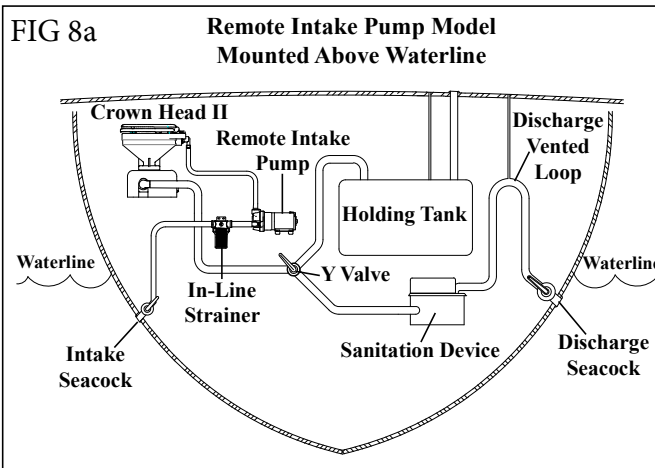 FIG 8a
Remote Intake Pump Model
Mounted Above Waterline
Crown Head II
Remote Intake
Pump
Discharge
Vented
Loop
Holding Tank
Waterline
Waterline
Y Valve
In-Line
Strainer
Intake
Seacock
Sanitation Device
Discharge
Seacock